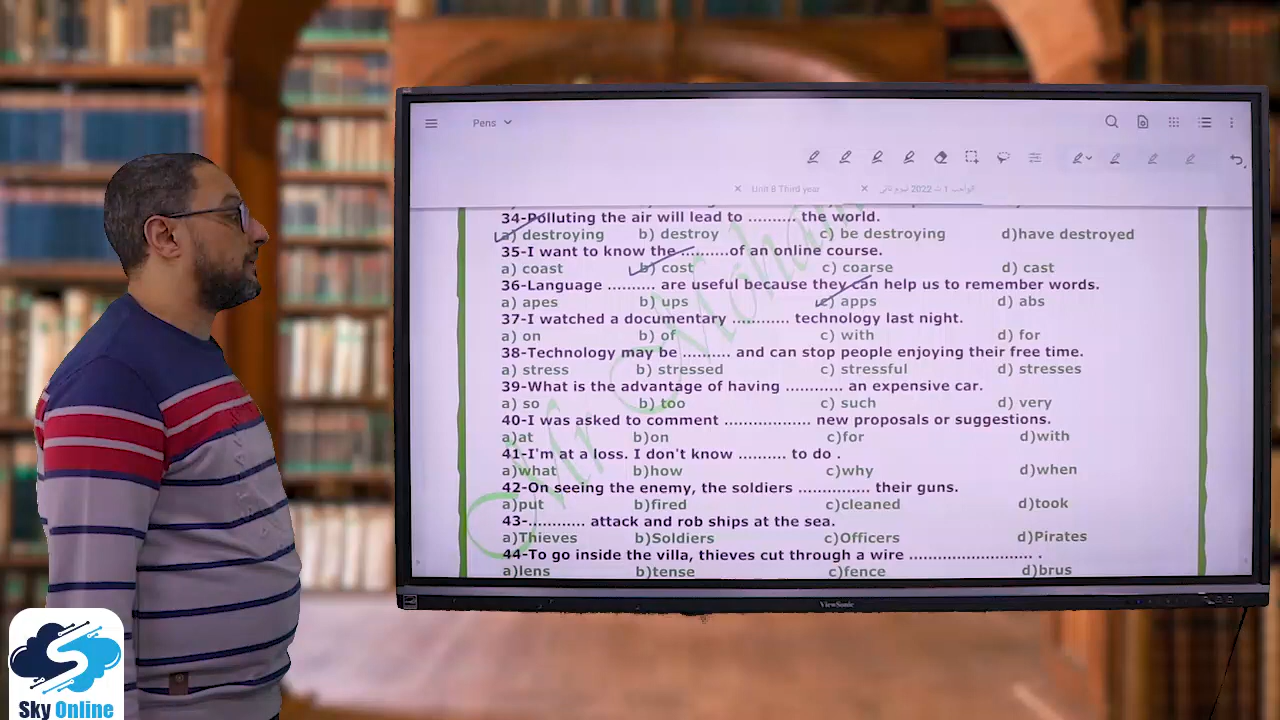 Pens
Unit 8 Third year
الواجب 1 ث 2022 تيرم تاني
34-Polluting the air will lead to .......... the world.
a) destroying b) destroy c) be destroying d)have destroyed
35-I want to know the ..........of an online course.
a) coast b) cost c) coarse d) cast
36-Language .......... are useful because they can help us to remember words.
a) apes b) ups c) apps d) abs
37-I watched a documentary ............ technology last night.
a) on b) of c) with d) for
38-Technology may be .......... and can stop people enjoying their free time.
a) stress b) stressed c) stressful d) stresses
39-What is the advantage of having ............ an expensive car.
a) so b) too c) such d) very
40-I was asked to comment .................. new proposals or suggestions.
a)at b)on c)for d)with
41-I'm at a loss. I don't know .......... to do .
a)what b)how c)why d)when
42-On seeing the enemy, the soldiers ............... their guns.
a)put b)fired c)cleaned d)took
43-............ attack and rob ships at the sea.
a)Thieves b)Soldiers c)Officers d)Pirates
44-To go inside the villa, thieves cut through a wire .......................... .
a)lens b)tense c)fence d)brus
ViewSonic
Sky Online